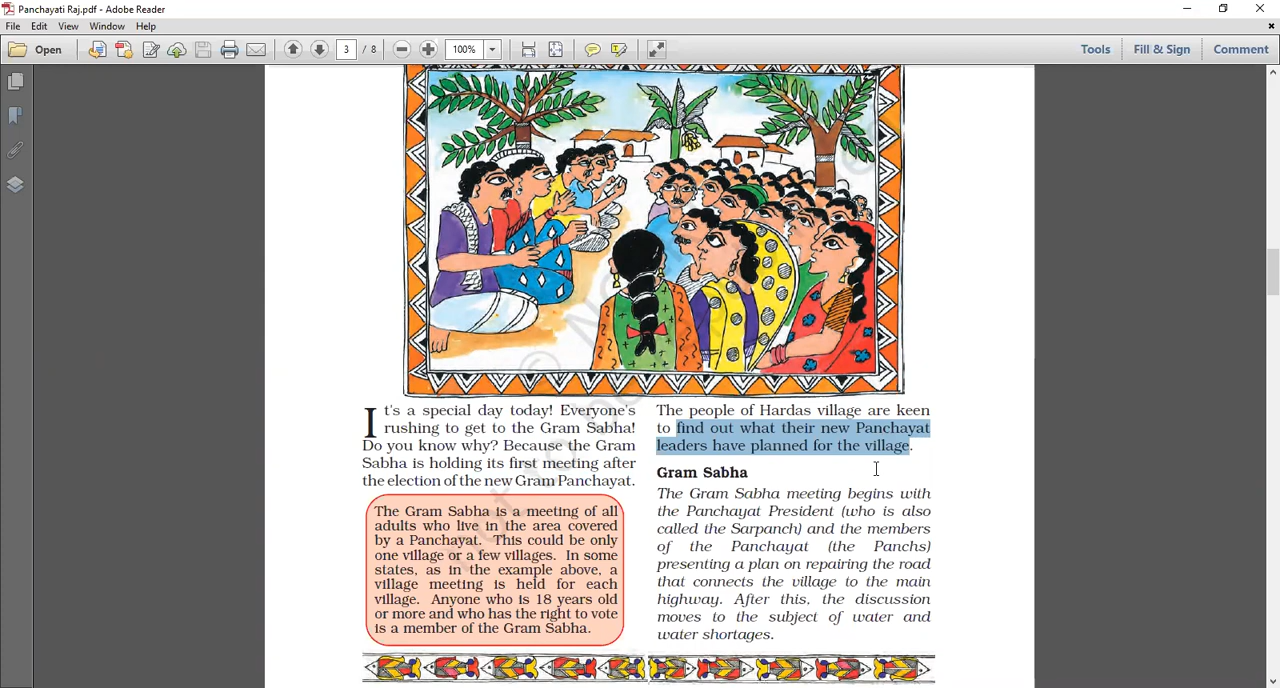 Panchayati Raj.pdf - Adobe Reader
File Edit View Window Help
Open 3 / 8 100% Tools Fill & Sign Comment
It's a special day today! Everyone's
rushing to get to the Gram Sabha!
Do you know why? Because the Gram
Sabha is holding its first meeting after
the election of the new Gram Panchayat.
The Gram Sabha is a meeting of all
adults who live in the area covered
by a Panchayat. This could be only
one village or a few villages. In some
states, as in the example above, a
village meeting is held for each
village. Anyone who is 18 years old
or more and who has the right to vote
is a member of the Gram Sabha.
The people of Hardas village are keen
to find out what their new Panchayat
leaders have planned for the village.
Gram Sabha
The Gram Sabha meeting begins with
the Panchayat President (who is also
called the Sarpanch) and the members
of the Panchayat (the Panchs)
presenting a plan on repairing the road
that connects the village to the main
highway. After this, the discussion
moves to the subject of water and
water shortages.